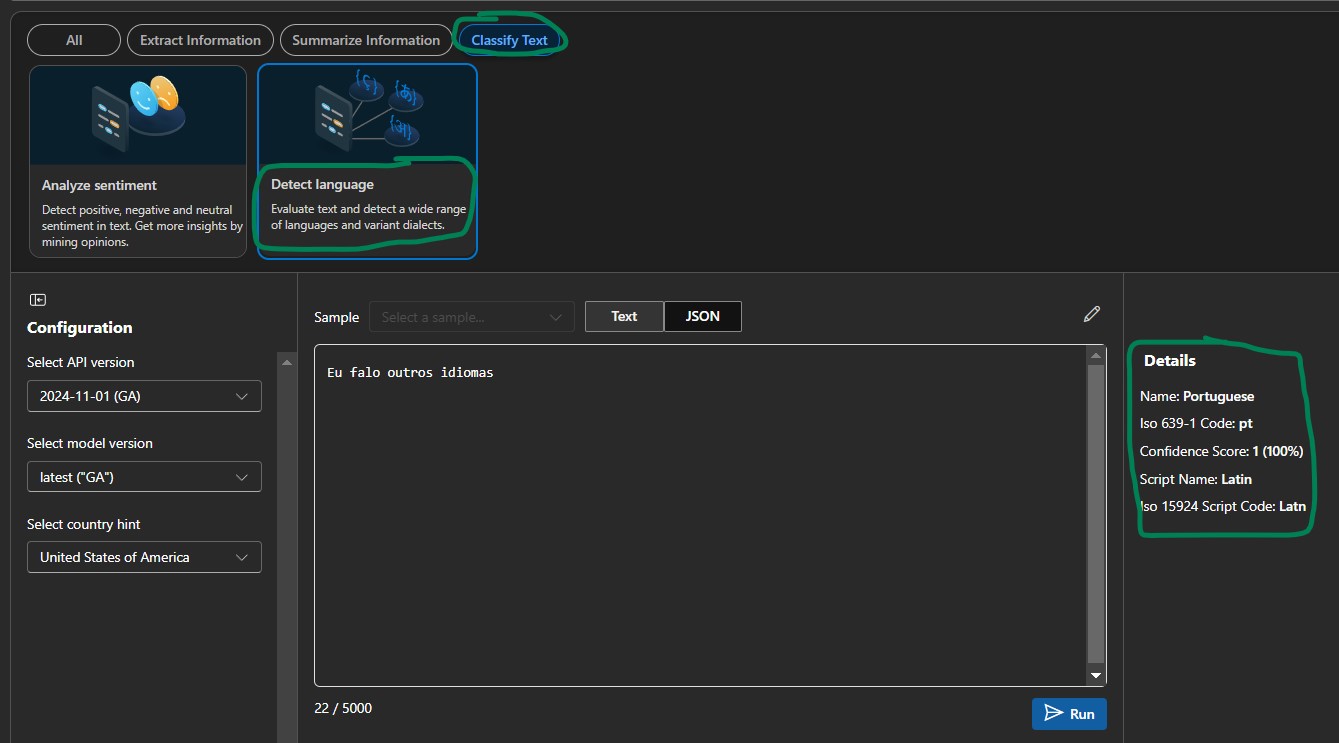 All
Extract Information
Summarize Information
Classify Text
{ς}
{あ}
{अ}
Analyze sentiment
Detect positive, negative and neutral
sentiment in text. Get more insights by
mining opinions.
Detect language
Evaluate text and detect a wide range
of languages and variant dialects.
Configuration
Select API version
2024-11-01 (GA)
Select model version
latest ("GA")
Select country hint
United States of America
Sample
Select a sample...
Text
JSON
Eu falo outros idiomas
22 / 5000
Run
Details
Name: Portuguese
Iso 639-1 Code: pt
Confidence Score: 1 (100%)
Script Name: Latin
Iso 15924 Script Code: Latn